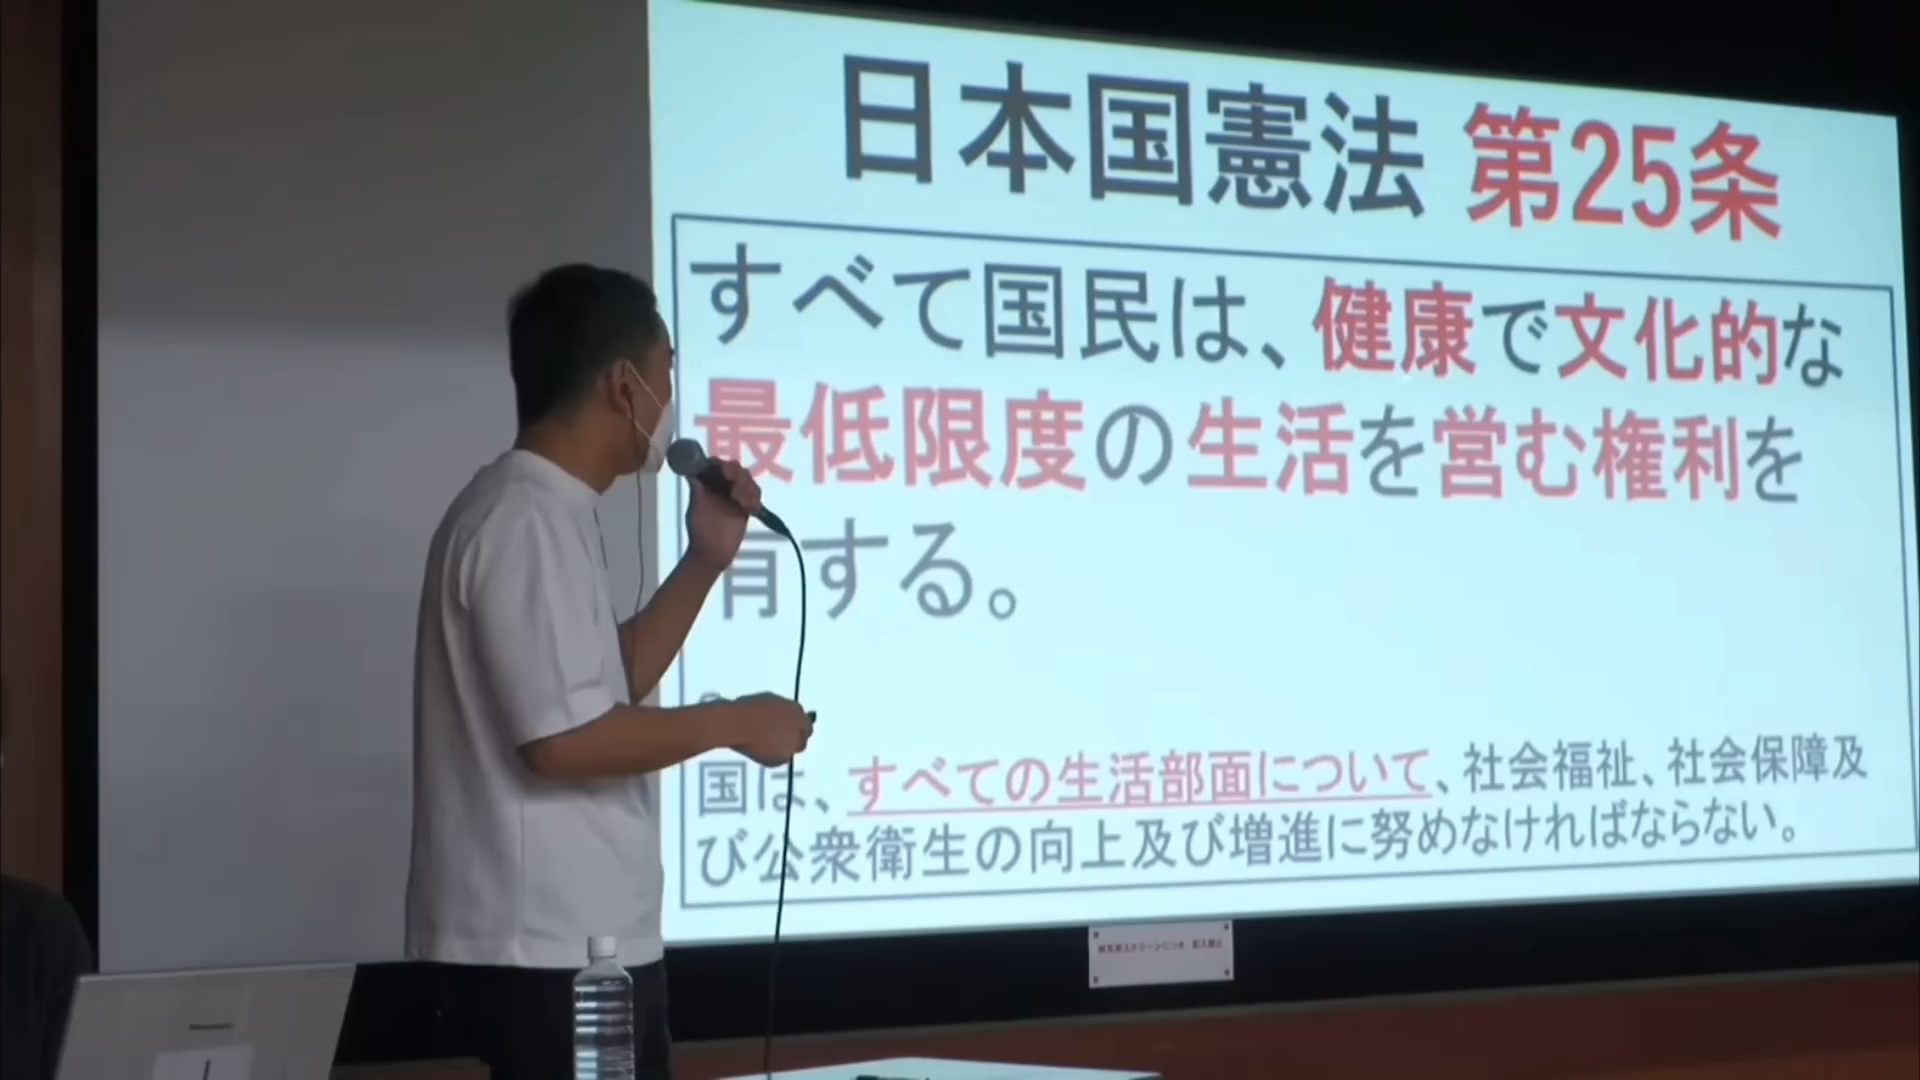 日本国憲法 第25条
すべて国民は、健康で文化的な
最低限度の生活を営む権利を
有する。
国は、すべての生活部面について、社会福祉、社会保障及
び公衆衛生の向上及び増進に努めなければならない。